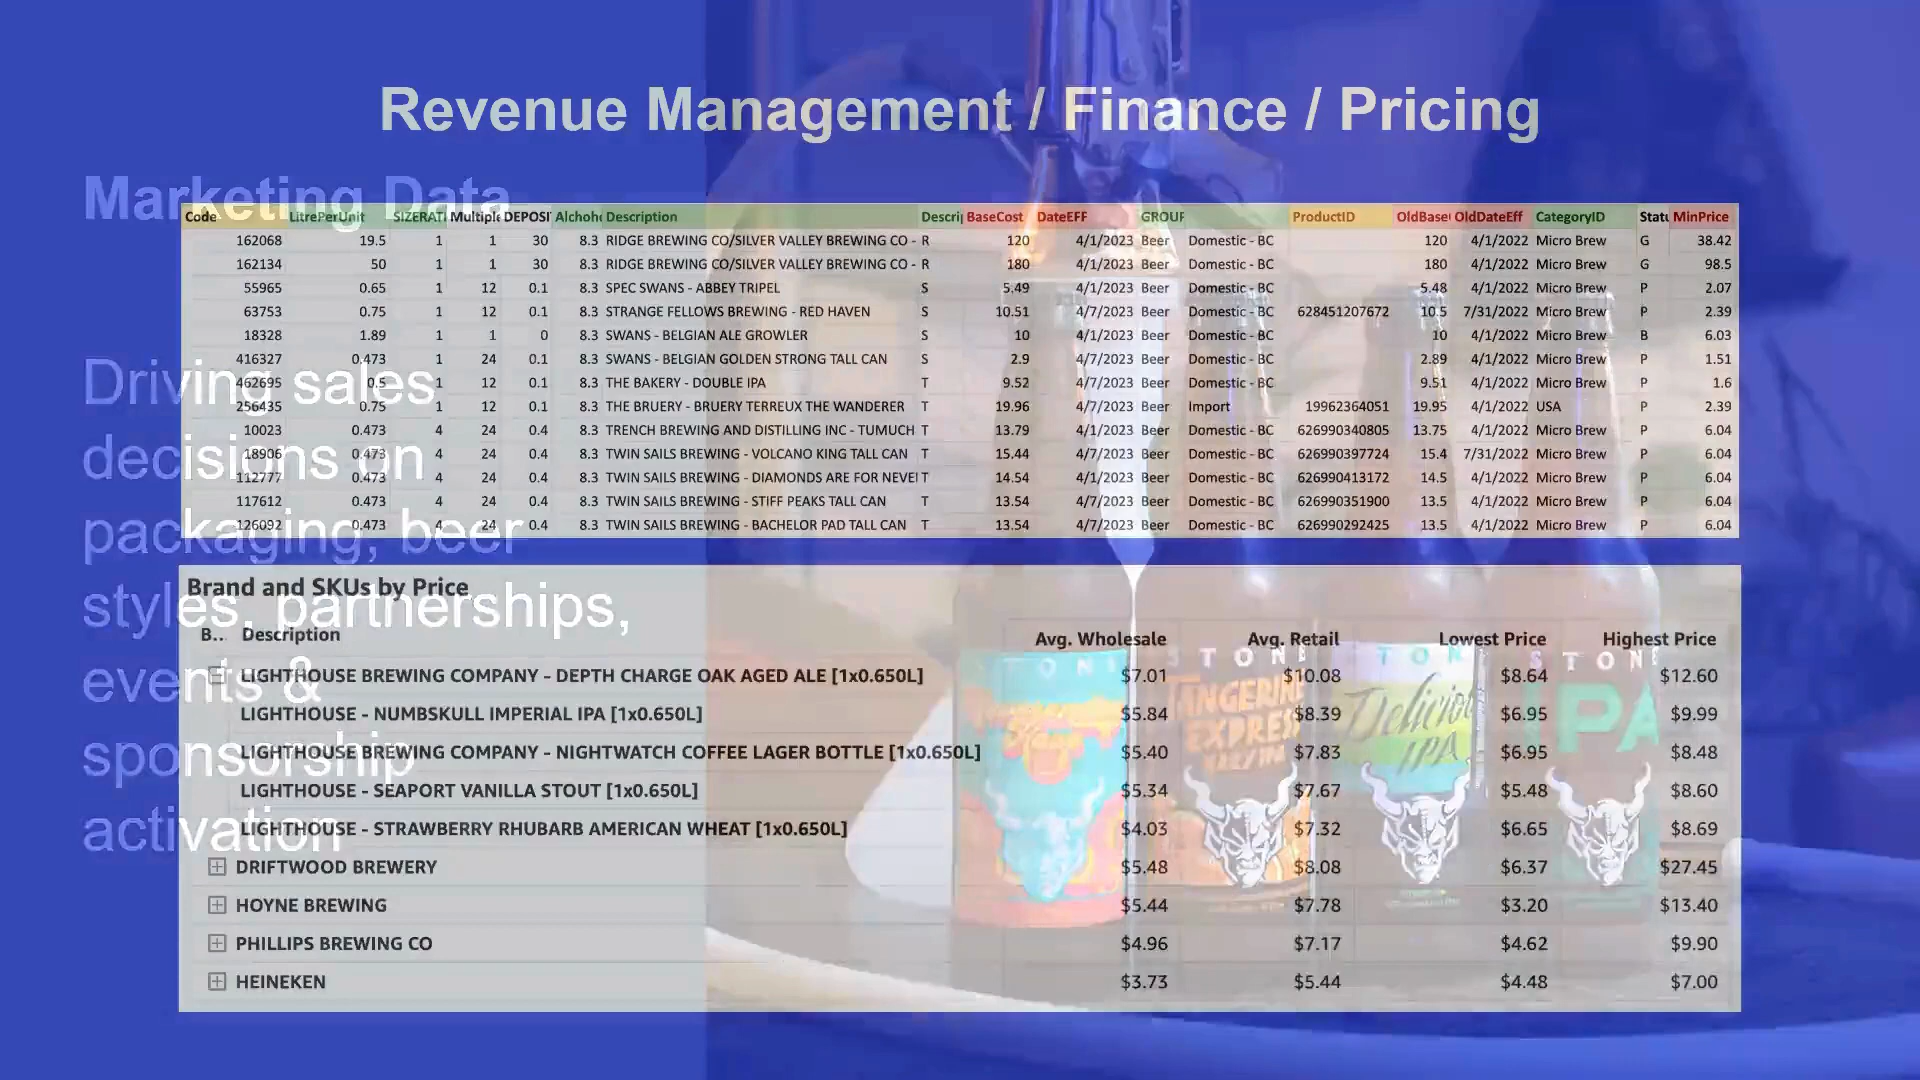 Revenue Management / Finance / Pricing
Marketing Data
Driving sales
decisions on
packaging, beer
styles, partnerships,
events &
sponsorship
activation
Code LitrePerUnit SIZERATI Multiple DEPOSI Alchoho Description Descrip BaseCost DateEFF GROUP ProductID OldBase OldDateEff CategoryID Statu MinPrice
162068 19.5 1 1 30 8.3 RIDGE BREWING CO/SILVER VALLEY BREWING CO - R 120 4/1/2023 Beer Domestic - BC 120 4/1/2022 Micro Brew G 38.42
162134 50 1 1 30 8.3 RIDGE BREWING CO/SILVER VALLEY BREWING CO - R 180 4/1/2023 Beer Domestic - BC 180 4/1/2022 Micro Brew G 98.5
55965 0.65 1 12 0.1 8.3 SPEC SWANS - ABBEY TRIPEL S 5.49 4/1/2023 Beer Domestic - BC 5.48 4/1/2022 Micro Brew P 2.07
63753 0.75 1 12 0.1 8.3 STRANGE FELLOWS BREWING - RED HAVEN S 10.51 4/7/2023 Beer Domestic - BC 628451207672 10.5 7/31/2022 Micro Brew P 2.39
18328 1.89 1 1 0 8.3 SWANS - BELGIAN ALE GROWLER S 10 4/1/2023 Beer Domestic - BC 10 4/1/2022 Micro Brew B 6.03
416327 0.473 1 24 0.1 8.3 SWANS - BELGIAN GOLDEN STRONG TALL CAN S 2.9 4/7/2023 Beer Domestic - BC 2.89 4/1/2022 Micro Brew P 1.51
462695 0.5 1 12 0.1 8.3 THE BAKERY - DOUBLE IPA T 9.52 4/7/2023 Beer Domestic - BC 9.51 4/1/2022 Micro Brew P 1.6
256435 0.75 1 12 0.1 8.3 THE BRUERY - BRUERY TERREUX THE WANDERER T 19.96 4/7/2023 Beer Import 19962364051 19.95 4/1/2022 USA P 2.39
10023 0.473 4 24 0.4 8.3 TRENCH BREWING AND DISTILLING INC - TUMUCH T 13.79 4/1/2023 Beer Domestic - BC 626990340805 13.75 4/1/2022 Micro Brew P 6.04
18906 0.473 4 24 0.4 8.3 TWIN SAILS BREWING - VOLCANO KING TALL CAN T 15.44 4/7/2023 Beer Domestic - BC 626990397724 15.4 7/31/2022 Micro Brew P 6.04
112777 0.473 4 24 0.4 8.3 TWIN SAILS BREWING - DIAMONDS ARE FOR NEVEI T 14.54 4/1/2023 Beer Domestic - BC 626990413172 14.5 4/1/2022 Micro Brew P 6.04
117612 0.473 4 24 0.4 8.3 TWIN SAILS BREWING - STIFF PEAKS TALL CAN T 13.54 4/7/2023 Beer Domestic - BC 626990351900 13.5 4/1/2022 Micro Brew P 6.04
126092 0.473 4 24 0.4 8.3 TWIN SAILS BREWING - BACHELOR PAD TALL CAN T 13.54 4/7/2023 Beer Domestic - BC 626990292425 13.5 4/1/2022 Micro Brew P 6.04
Brand and SKUs by Price
B.. Description Avg. Wholesale Avg. Retail Lowest Price Highest Price
LIGHTHOUSE BREWING COMPANY - DEPTH CHARGE OAK AGED ALE [1x0.650L] $7.01 $10.08 $8.64 $12.60
LIGHTHOUSE - NUMBSKULL IMPERIAL IPA [1x0.650L] $5.84 $8.39 $6.95 $9.99
LIGHTHOUSE BREWING COMPANY - NIGHTWATCH COFFEE LAGER BOTTLE [1x0.650L] $5.40 $7.83 $6.95 $8.48
LIGHTHOUSE - SEAPORT VANILLA STOUT [1x0.650L] $5.34 $7.67 $5.48 $8.60
LIGHTHOUSE - STRAWBERRY RHUBARB AMERICAN WHEAT [1x0.650L] $4.03 $7.32 $6.65 $8.69
DRIFTWOOD BREWERY $5.48 $8.08 $6.37 $27.45
HOYNE BREWING $5.44 $7.78 $3.20 $13.40
PHILLIPS BREWING CO $4.96 $7.17 $4.62 $9.90
HEINEKEN $3.73 $5.44 $4.48 $7.00
STONE
TANGERINE
EXPRESS
HAZY IPA
Delicious
IPA
STONE
IPA